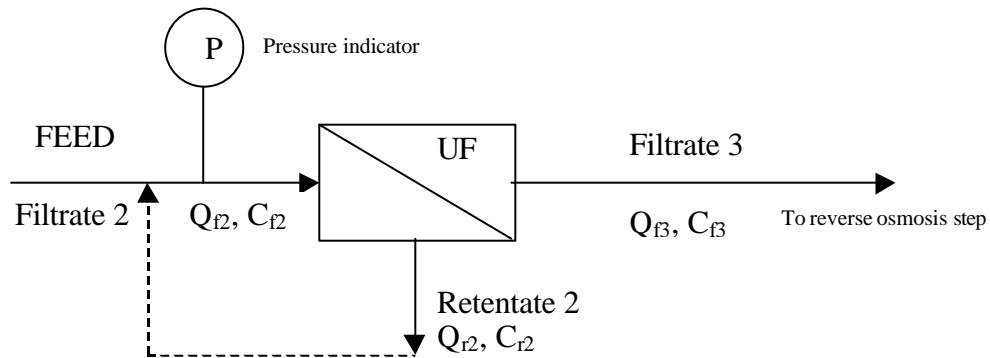 P
Pressure indicator
FEED
UF
Filtrate 3
Filtrate 2
Qf2, Cf2
Qf3, Cf3
To reverse osmosis step
Retentate 2
Qr2, Cr2